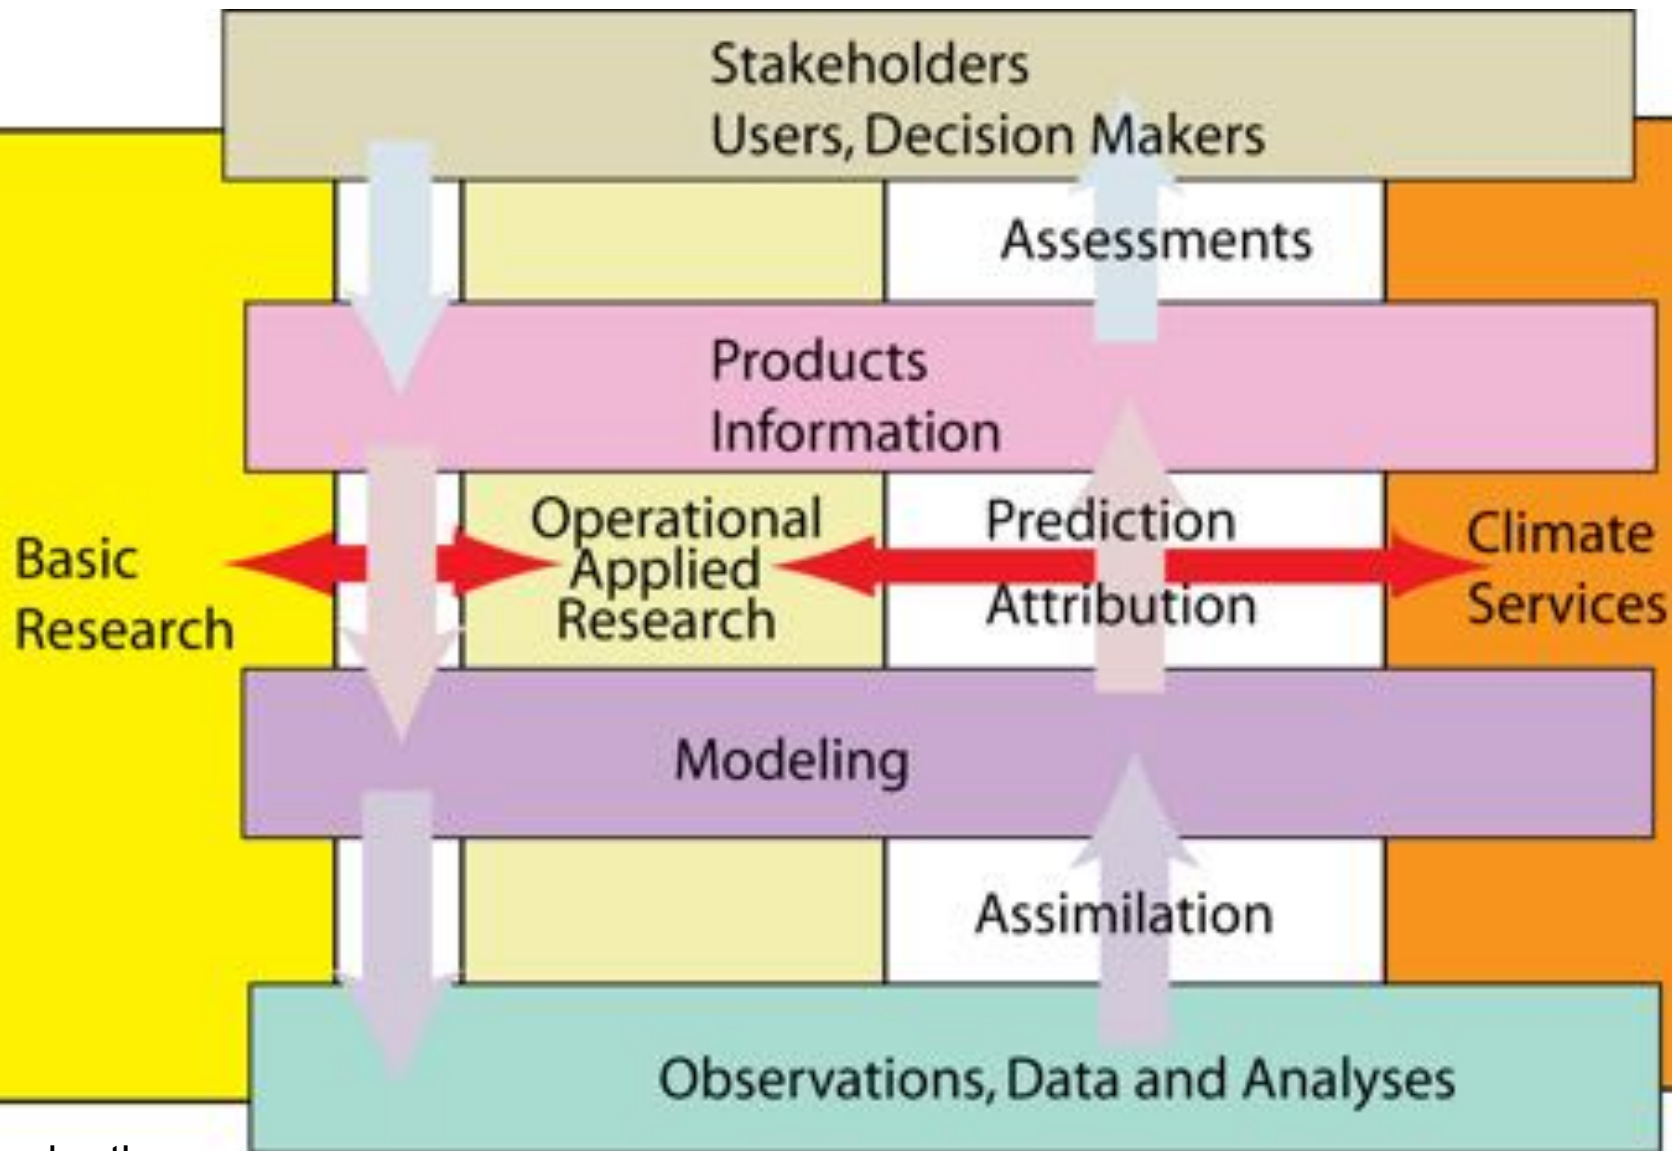 Stakeholders
Users, Decision Makers
Assessments
Products
Information
Basic
Research
Operational
Applied
Research
Prediction
Attribution
Climate
Services
Modeling
Assimilation
Observations, Data and Analyses